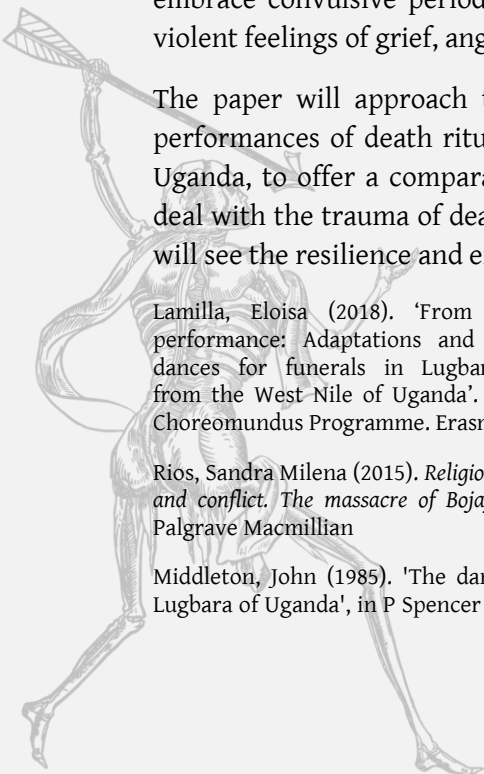 embrace convulsive period
violent feelings of grief, ang
The paper will approach t
performances of death ritu
Uganda, to offer a compara
deal with the trauma of dea
will see the resilience and e
Lamilla, Eloisa (2018). ‘From
performance: Adaptations and
dances for funerals in Lugbar
from the West Nile of Uganda’.
Choreomundus Programme. Erasm
Rios, Sandra Milena (2015). Religio
and conflict. The massacre of Boja
Palgrave Macmillian
Middleton, John (1985). 'The dan
Lugbara of Uganda', in P Spencer